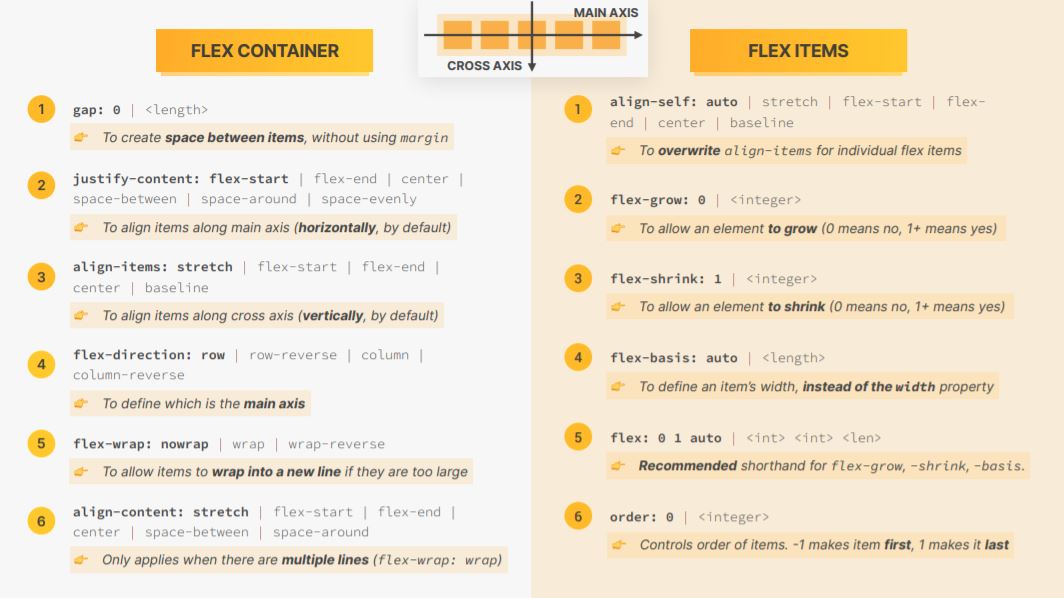 MAIN AXIS
CROSS AXIS
FLEX CONTAINER
1
gap: 0 | <length>
To create space between items, without using margin
2
justify-content: flex-start | flex-end | center |
space-between | space-around | space-evenly
To align items along main axis (horizontally, by default)
3
align-items: stretch | flex-start | flex-end |
center | baseline
To align items along cross axis (vertically, by default)
4
flex-direction: row | row-reverse | column |
column-reverse
To define which is the main axis
5
flex-wrap: nowrap | wrap | wrap-reverse
To allow items to wrap into a new line if they are too large
6
align-content: stretch | flex-start | flex-end |
center | space-between | space-around
Only applies when there are multiple lines (flex-wrap: wrap)
FLEX ITEMS
1
align-self: auto | stretch | flex-start | flex-
end | center | baseline
To overwrite align-items for individual flex items
2
flex-grow: 0 | <integer>
To allow an element to grow (0 means no, 1+ means yes)
3
flex-shrink: 1 | <integer>
To allow an element to shrink (0 means no, 1+ means yes)
4
flex-basis: auto | <length>
To define an item's width, instead of the width property
5
flex: 0 1 auto | <int> <int> <len>
Recommended shorthand for flex-grow, -shrink, -basis.
6
order: 0 | <integer>
Controls order of items. -1 makes item first, 1 makes it last